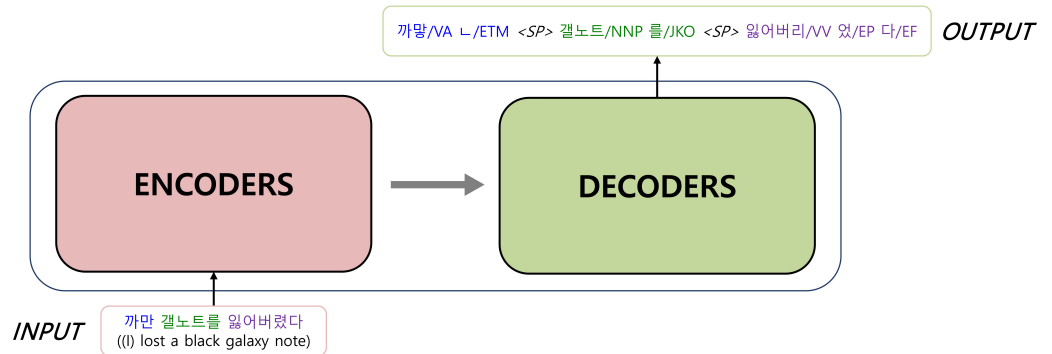 까맣/VA ㄴ/ETM <SP> 갤노트/NNP 를/JKO <SP> 잃어버리/VV 었/EP 다/EF
OUTPUT
ENCODERS
DECODERS
INPUT
까만 갤노트를 잃어버렸다
((I) lost a black galaxy note)